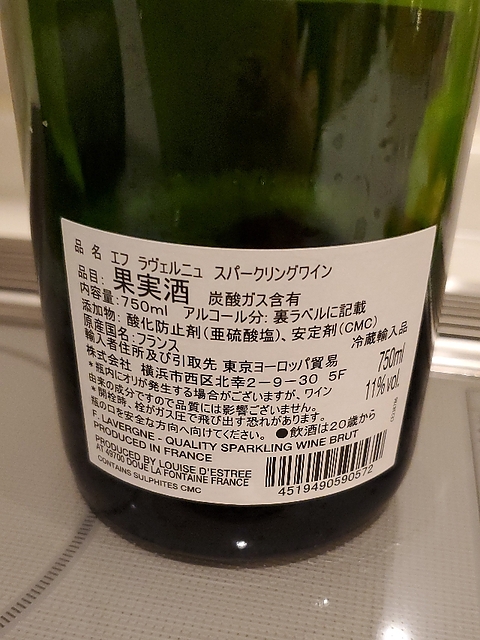 品 名 エフ ラヴェルニュ スパークリングワイン
品目: 果実酒 炭酸ガス含有
内容量:750ml アルコール分:裏ラベルに記載
添加物: 酸化防止剤(亜硫酸塩)、安定剤(CMC)
原産国名:フランス 冷蔵輸入品
輸入者住所及び引取先 東京ヨーロッパ貿易
株式会社 横浜市西区北幸2-9-30 5F
750ml
11%vol.
*瓶内にオリが発生する場合がございますが、ワイン
由来の成分ですので品質には影響ございません。
*開栓時、栓がガス圧で飛び出す恐れがあります。
瓶の口を安全な方向へ向けてください。 ●飲酒は20歳から
F.LAVERGNE - QUALITY SPARKLING WINE BRUT
PRODUCED IN FRANCE
PRODUCED BY LOUISE D'ESTREE
AT 49700 DOUE LA FONTAINE FRANCE
CONTAINS SULPHITES CMC
4519490590572